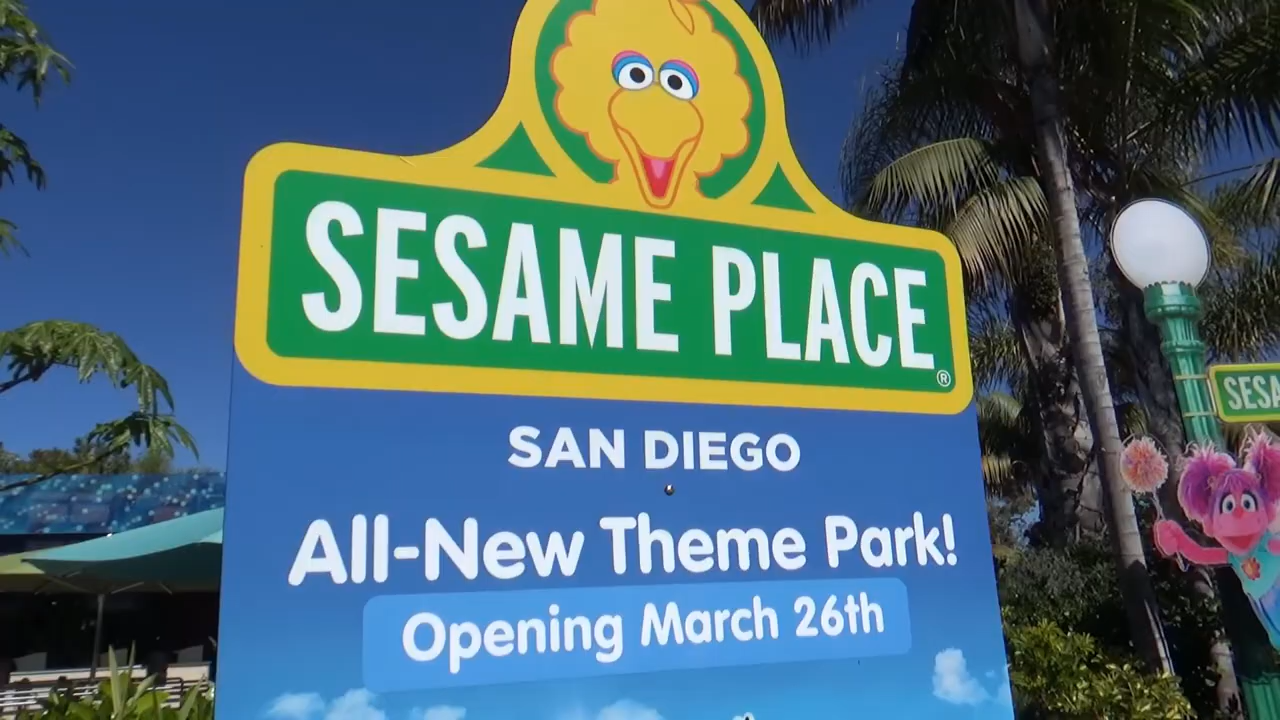 SESAME PLACE®
SAN DIEGO
All-New Theme Park!
Opening March 26th
SESA